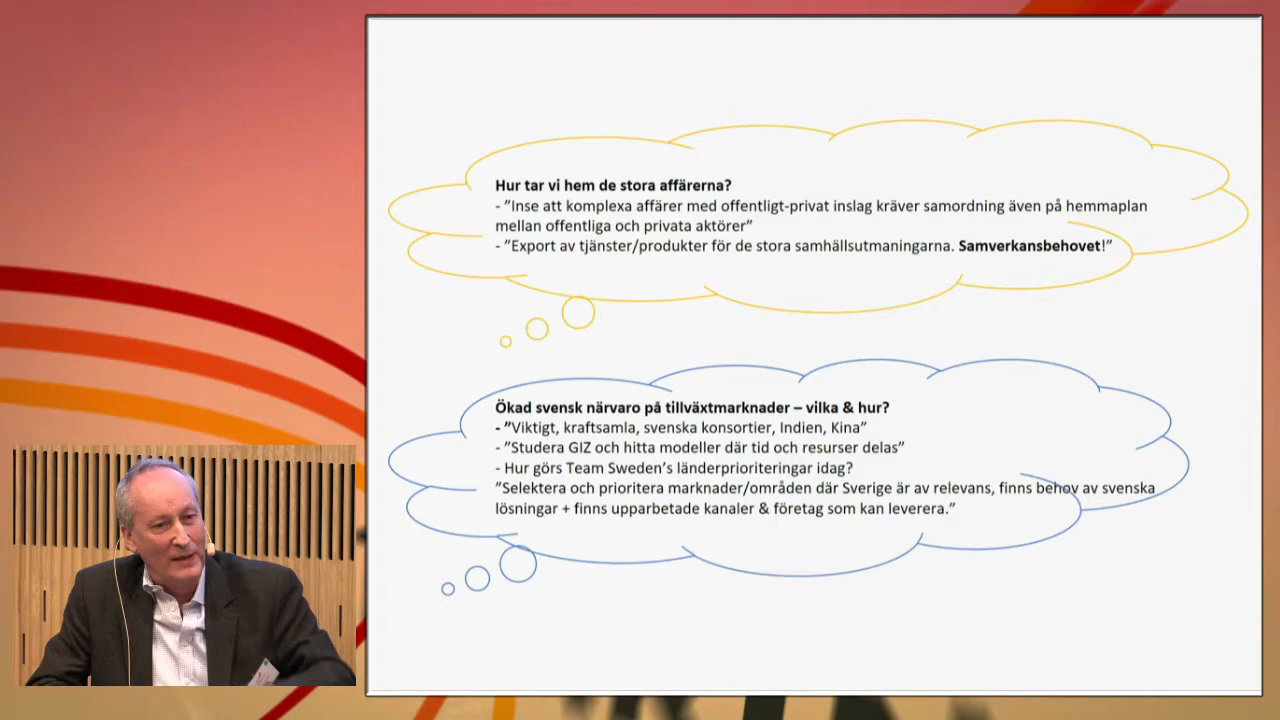 Hur tar vi hem de stora affärerna?
- ”Inse att komplexa affärer med offentligt-privat inslag kräver samordning även på hemmaplan
mellan offentliga och privata aktörer”
- ”Export av tjänster/produkter för de stora samhällsutmaningarna. Samverkansbehovet!”
Ökad svensk närvaro på tillväxtmarknader – vilka & hur?
- ”Viktigt, kraftsamla, svenska konsortier, Indien, Kina”
- ”Studera GIZ och hitta modeller där tid och resurser delas”
- Hur görs Team Sweden’s länderprioriteringar idag?
”Selektera och prioritera marknader/områden där Sverige är av relevans, finns behov av svenska
lösningar + finns upparbetade kanaler & företag som kan leverera.”